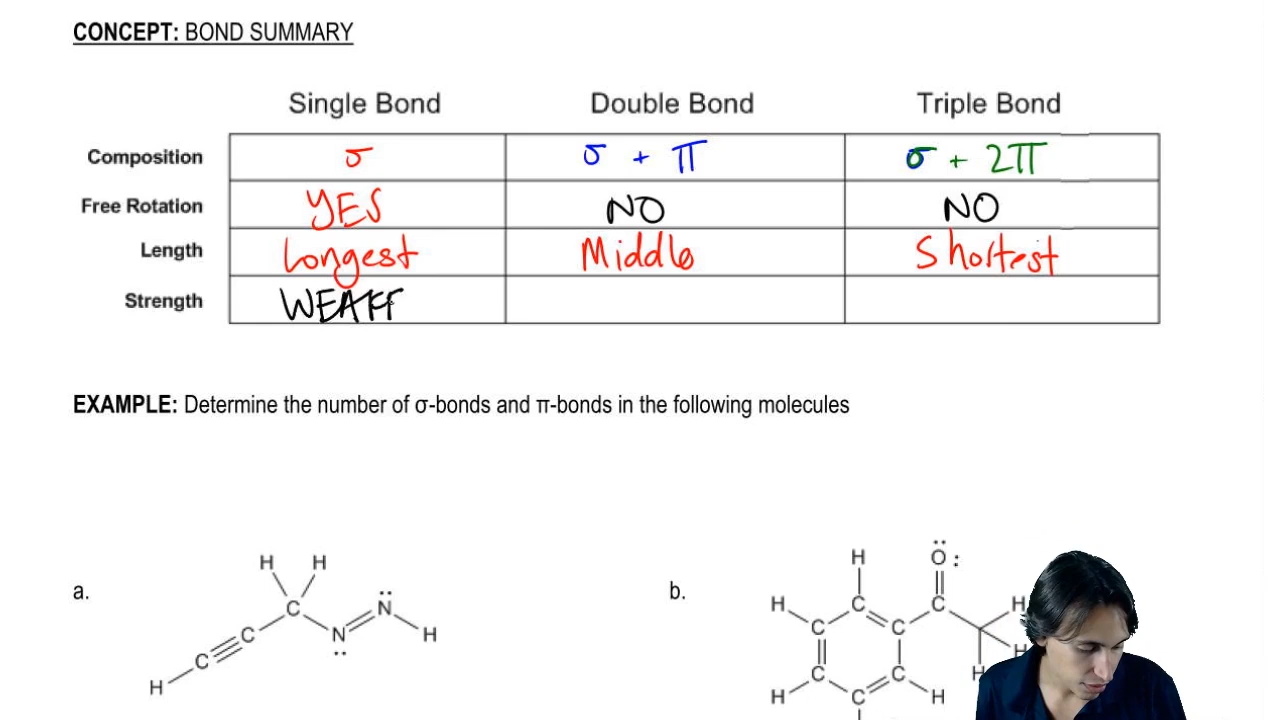 CONCEPT: BOND SUMMARY
Single Bond Double Bond Triple Bond
Composition σ σ + π σ + 2π
Free Rotation YES NO NO
Length Longest Middle Shortest
Strength WEAKE
EXAMPLE: Determine the number of σ-bonds and π-bonds in the following molecules
a.
H H
C
N
C
N
H
C
H
b.
H
O
H
C
C
H
C
C
H
C
C
H
H
C
H